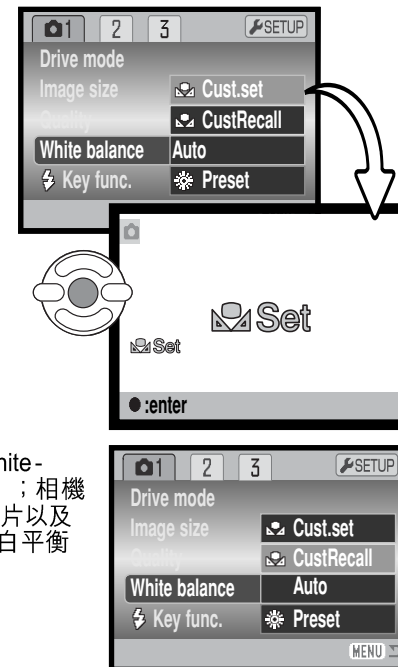 1 2 3 SETUP
Drive mode
Image size Cust.set
Quality CustRecall
White balance Auto
Key func. Preset
Set
Set
:enter
hite-
；相機
片以及
白平衡
1 2 3 SETUP
Drive mode
Image size Cust.set
Quality CustRecall
White balance Auto
Key func. Preset
MENU